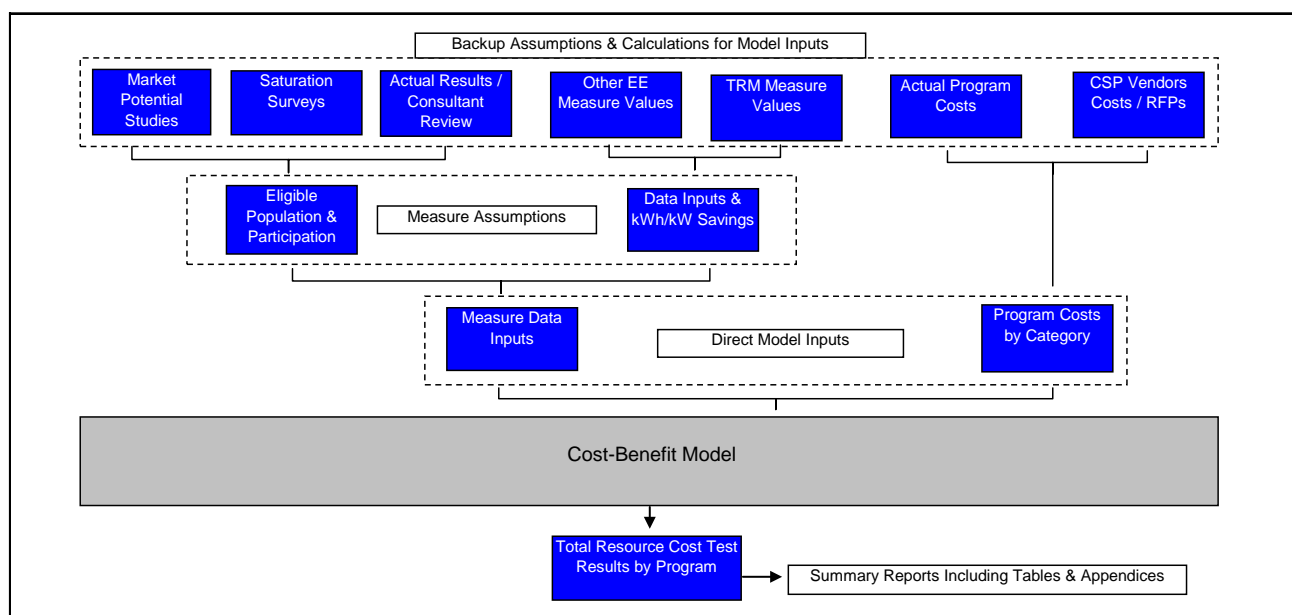 Backup Assumptions & Calculations for Model Inputs
Market
Potential
Studies
Saturation
Surveys
Actual Results /
Consultant
Review
Other EE
Measure Values
TRM Measure
Values
Actual Program
Costs
CSP Vendors
Costs / RFPs
Eligible
Population &
Participation
Measure Assumptions
Data Inputs &
kWh/kW Savings
Measure Data
Inputs
Direct Model Inputs
Program Costs
by Category
Cost-Benefit Model
Total Resource Cost Test
Results by Program
Summary Reports Including Tables & Appendices